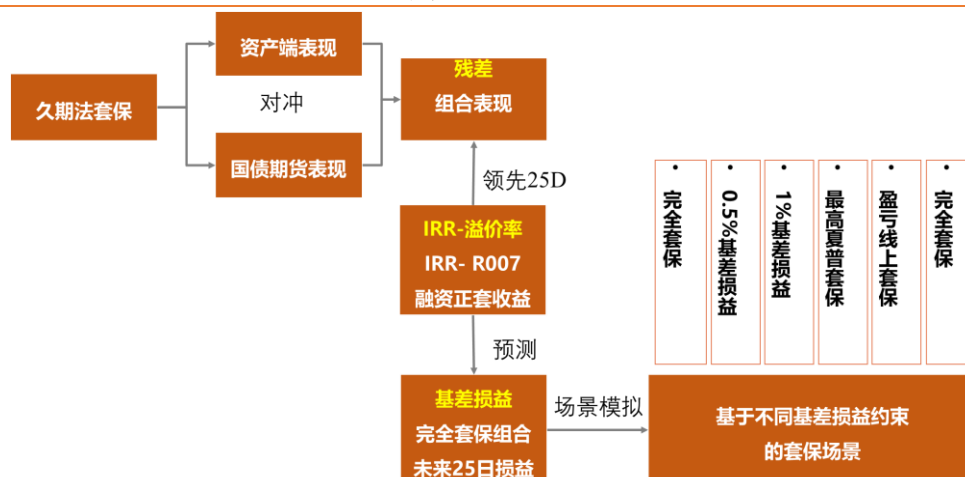 资产端表现
久期法套保
对冲
国债期货表现
残差
组合表现
领先25D
IRR-溢价率
IRR- R007
融资正套收益
预测
基差损益
完全套保组合
未来25日损益
场景模拟
• 完全套保
• 0.5%基差损益
• 1%基差损益
• 最高夏普套保
• 盈亏线上套保
• 完全套保
基于不同基差损益约束
的套保场景